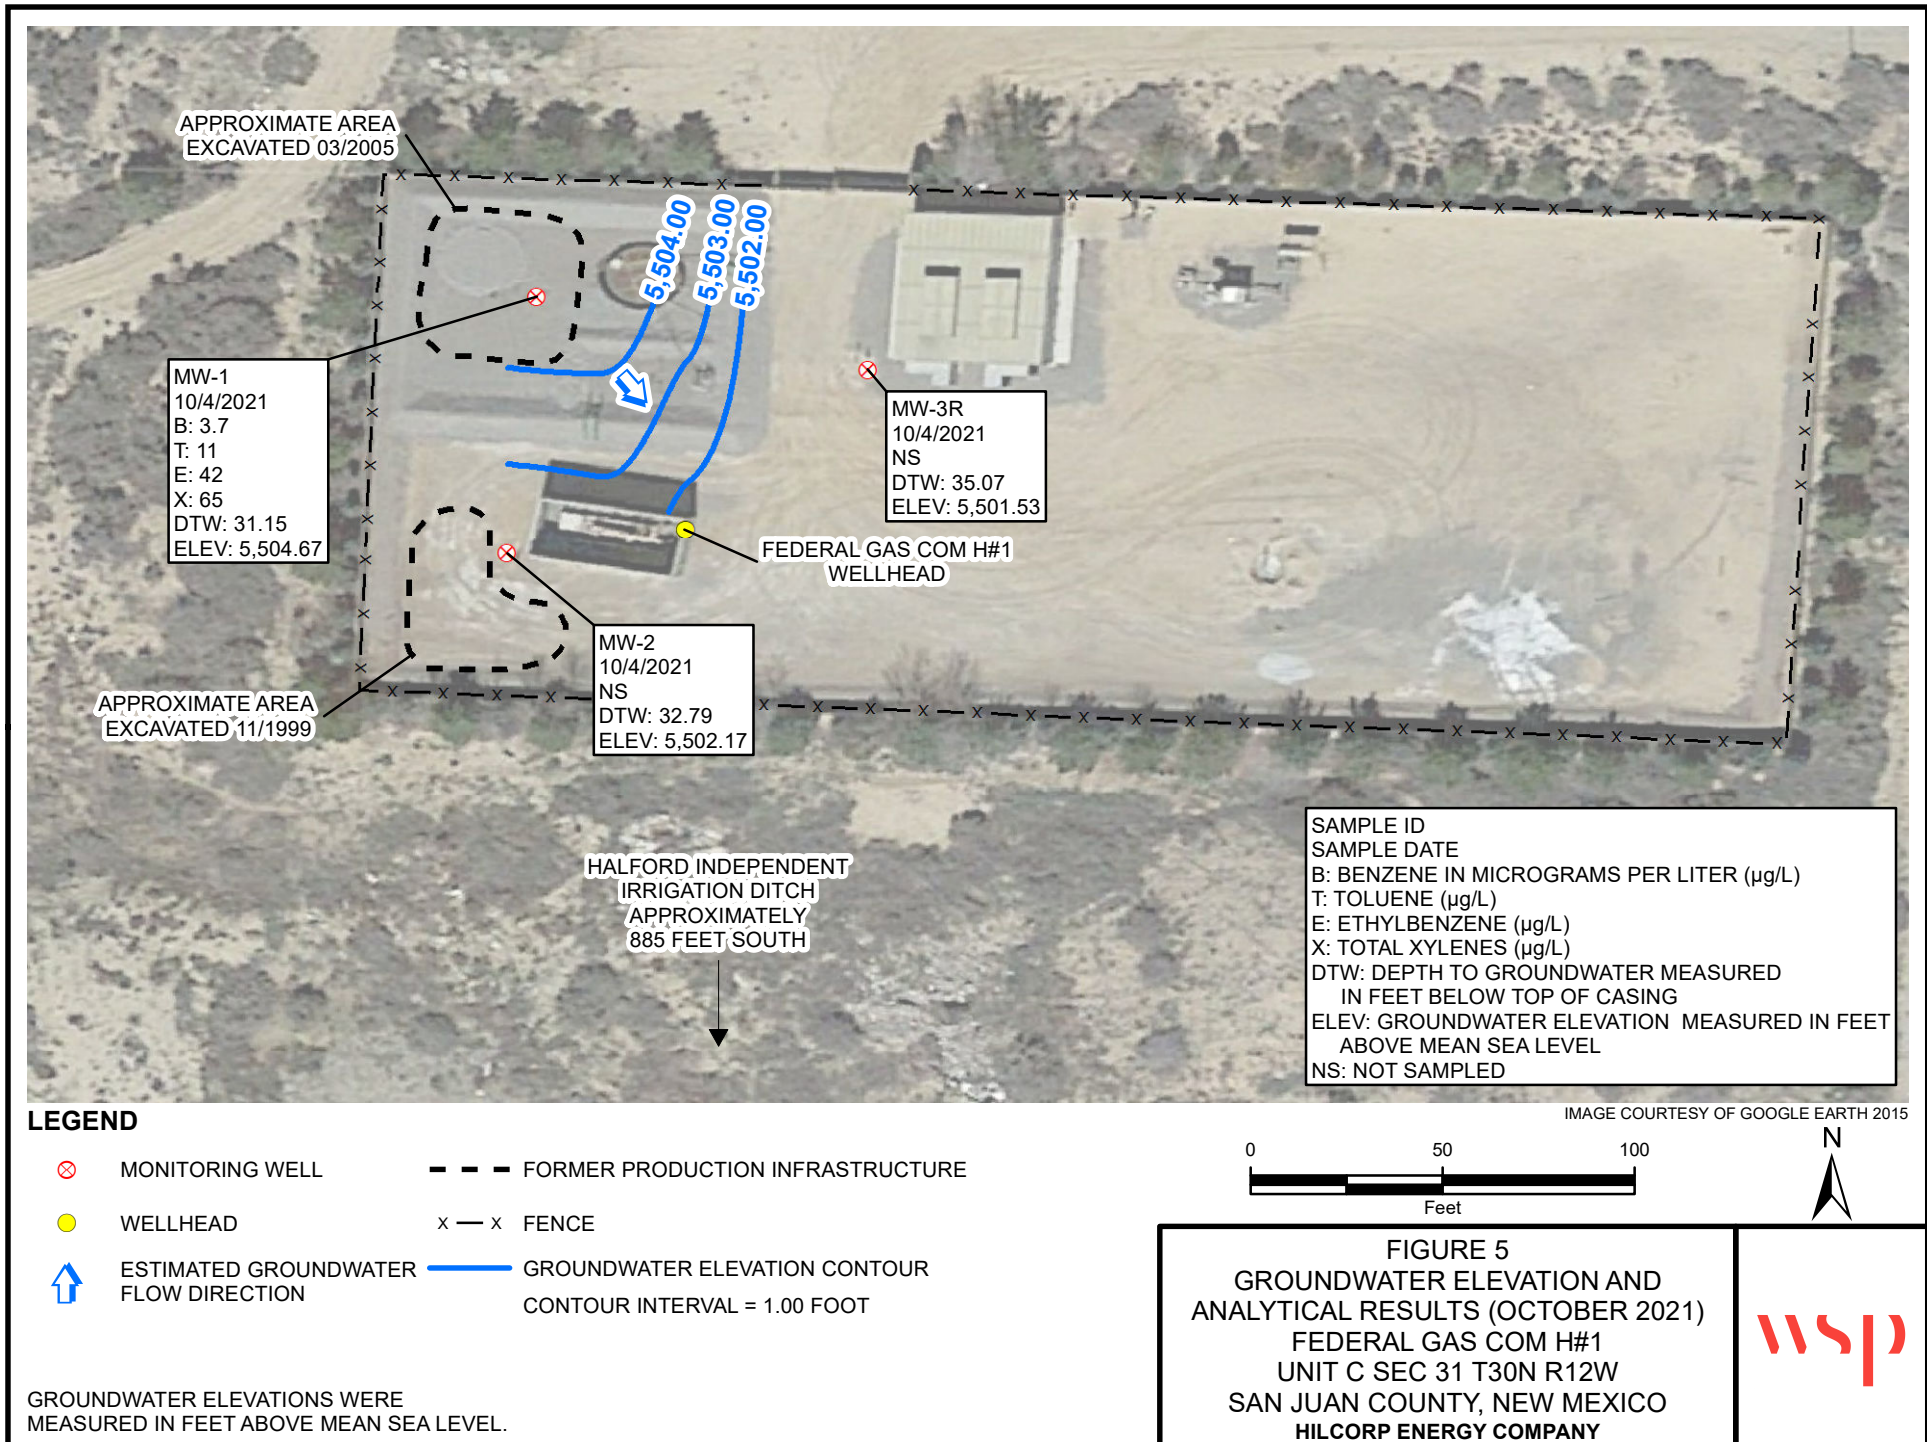 APPROXIMATE AREA
EXCAVATED 03/2005
5,504.00
5,503.00
5,502.00
MW-1
10/4/2021
B: 3.7
T: 11
E: 42
X: 65
DTW: 31.15
ELEV: 5,504.67
MW-3R
10/4/2021
NS
DTW: 35.07
ELEV: 5,501.53
FEDERAL GAS COM H#1
WELLHEAD
MW-2
10/4/2021
NS
DTW: 32.79
ELEV: 5,502.17
APPROXIMATE AREA
EXCAVATED 11/1999
HALFORD INDEPENDENT
IRRIGATION DITCH
APPROXIMATELY
885 FEET SOUTH
SAMPLE ID
SAMPLE DATE
B: BENZENE IN MICROGRAMS PER LITER (µg/L)
T: TOLUENE (µg/L)
E: ETHYLBENZENE (µg/L)
X: TOTAL XYLENES (µg/L)
DTW: DEPTH TO GROUNDWATER MEASURED
IN FEET BELOW TOP OF CASING
ELEV: GROUNDWATER ELEVATION MEASURED IN FEET
ABOVE MEAN SEA LEVEL
NS: NOT SAMPLED
IMAGE COURTESY OF GOOGLE EARTH 2015
LEGEND
MONITORING WELL
FORMER PRODUCTION INFRASTRUCTURE
WELLHEAD
X — X FENCE
ESTIMATED GROUNDWATER
FLOW DIRECTION
GROUNDWATER ELEVATION CONTOUR
CONTOUR INTERVAL = 1.00 FOOT
0 50 100
Feet
N
GROUNDWATER ELEVATIONS WERE
MEASURED IN FEET ABOVE MEAN SEA LEVEL.
FIGURE 5
GROUNDWATER ELEVATION AND
ANALYTICAL RESULTS (OCTOBER 2021)
FEDERAL GAS COM H#1
UNIT C SEC 31 T30N R12W
SAN JUAN COUNTY, NEW MEXICO
HILCORP ENERGY COMPANY
wsp